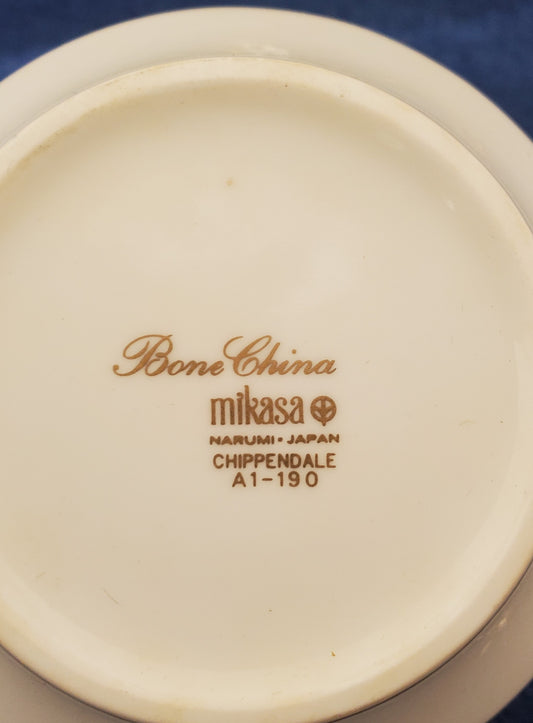 Bone China
mikasa
NARUMI • JAPAN
CHIPPENDALE
A1-190